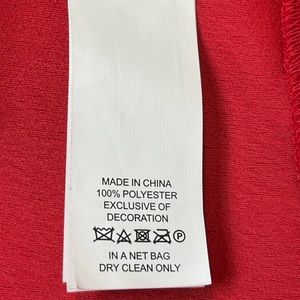 MADE IN CHINA
100% POLYESTER
EXCLUSIVE OF
DECORATION
P
IN A NET BAG
DRY CLEAN ONLY